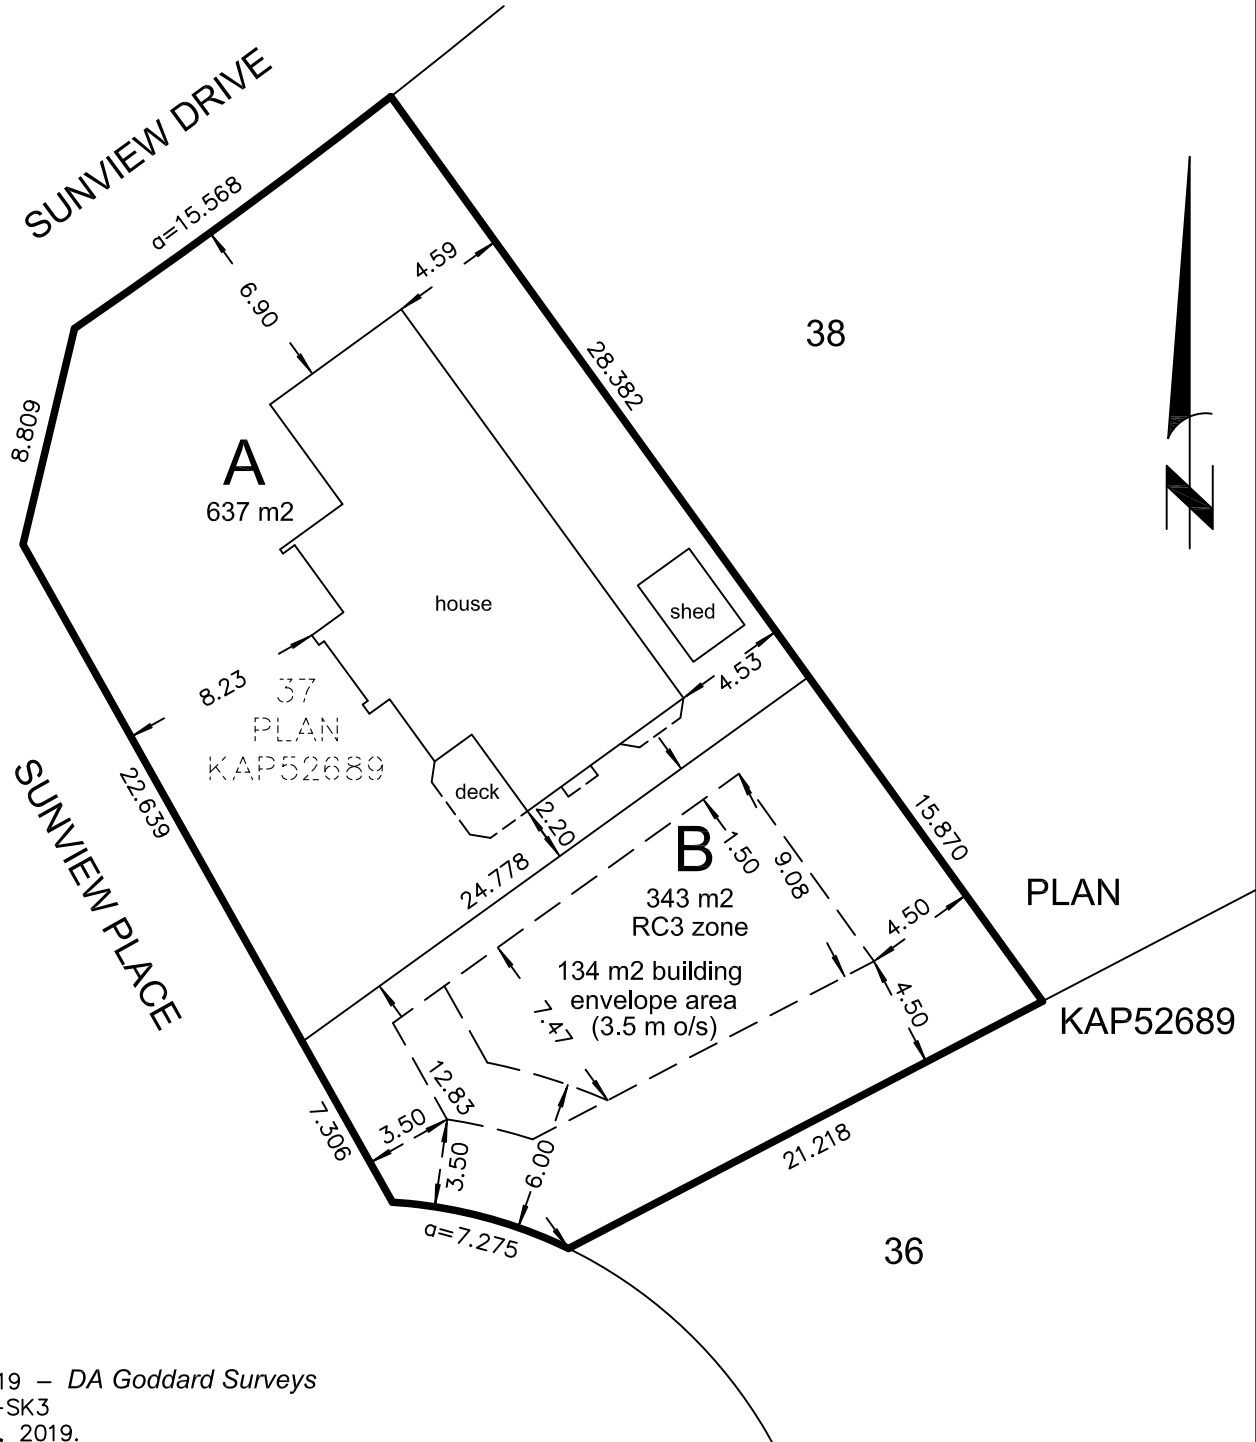 SUNVIEW DRIVE
a=15.568
4.59
6.90
38
28.382
8.809
A
637 m2
house
shed
4.53
8.23
37
PLAN
KAP52689
deck
2.20
22.639
SUNVIEW PLACE
24.778
B
343 m2
RC3 zone
1.50
9.08
15.870
PLAN
4.50
134 m2 building
envelope area
(3.5 m o/s)
4.50
KAP52689
7.47
12.83
3.50
7.306
3.50
6.00
21.218
a=7.275
36
19 – DA Goddard Surveys
-SK3
. 2019.
N